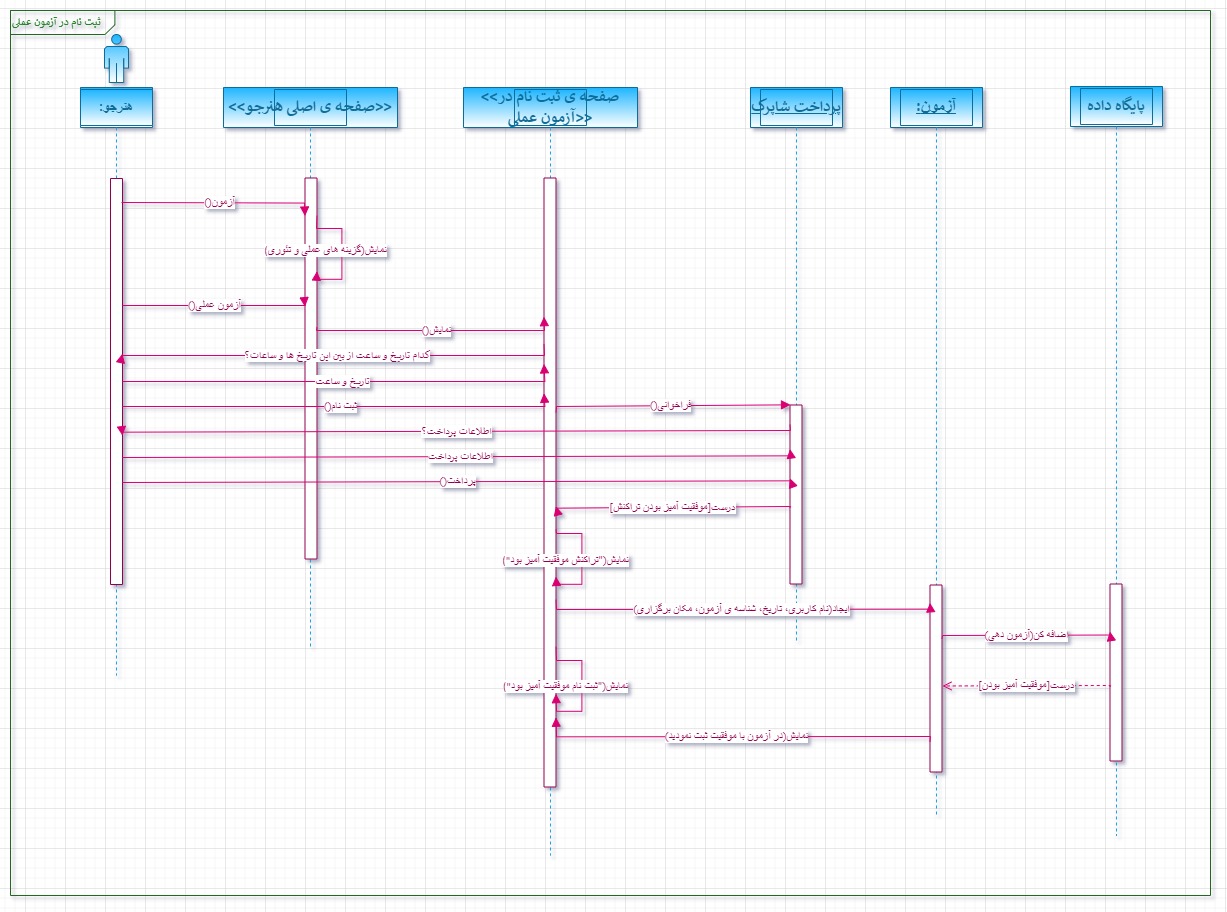 ثبت نام در آزمون عملی
هنرجو:
<<صفحه ی اصلی هنرجو>>
<<صفحه ی ثبت نام در
آزمون عملی>>
پرداخت شاپرک
آزمون:
پایگاه داده
آزمون()
نمایش(گزینه های عملی و تئوری)
آزمون عملی()
نمایش()
کدام تاریخ و ساعت از بین این تاریخ ها و ساعات؟
تاریخ و ساعت
ثبت نام()
فراخوانی()
اطلاعات پرداخت؟
اطلاعات پرداخت
پرداخت()
درست[موفقیت آمیز بودن تراکنش]
نمایش("تراکنش موفقیت آمیز بود")
ایجاد(نام کاربری، تاریخ، شناسه ی آزمون، مکان برگزاری)
اضافه کن(آزمون دهی)
نمایش("ثبت نام موفقیت آمیز بود")
درست[موفقیت آمیز بودن]
نمایش(در آزمون با موفقیت ثبت نمودید)